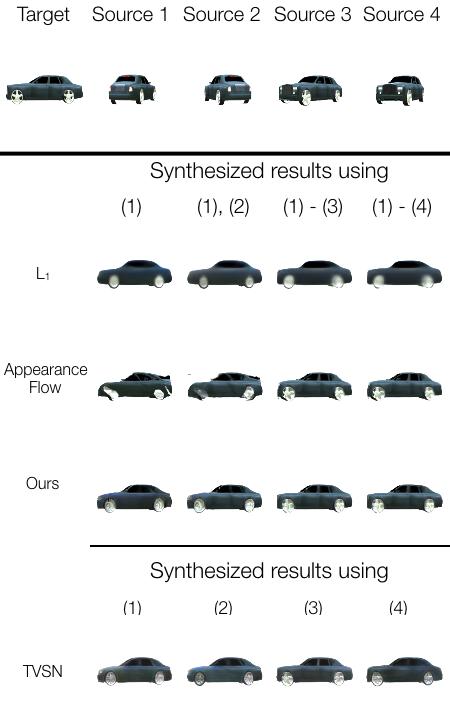 Target Source 1 Source 2 Source 3 Source 4
Synthesized results using
(1) (1), (2) (1) - (3) (1) - (4)
L₁
Appearance
Flow
Ours
Synthesized results using
(1) (2) (3) (4)
TVSN